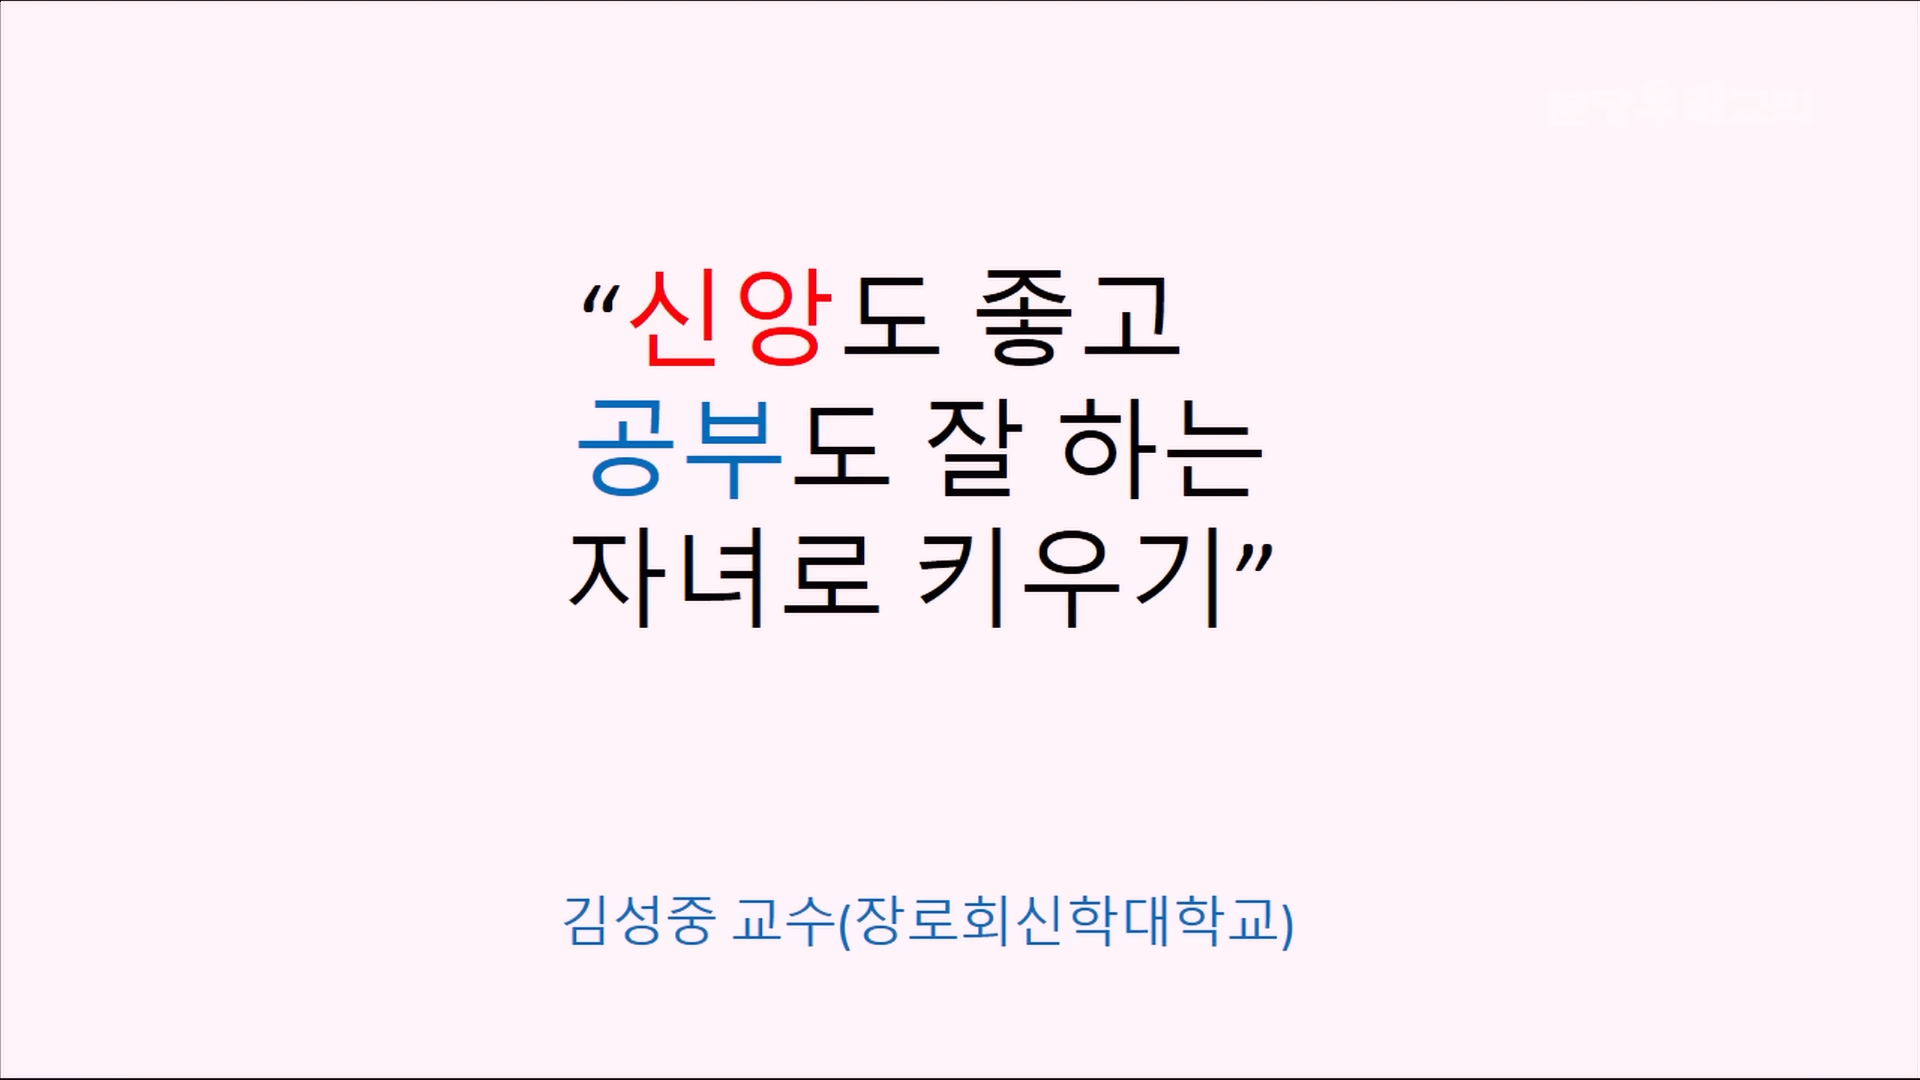 “신앙도 좋고
공부도 잘 하는
자녀로 키우기”
김성중 교수(장로회신학대학교)